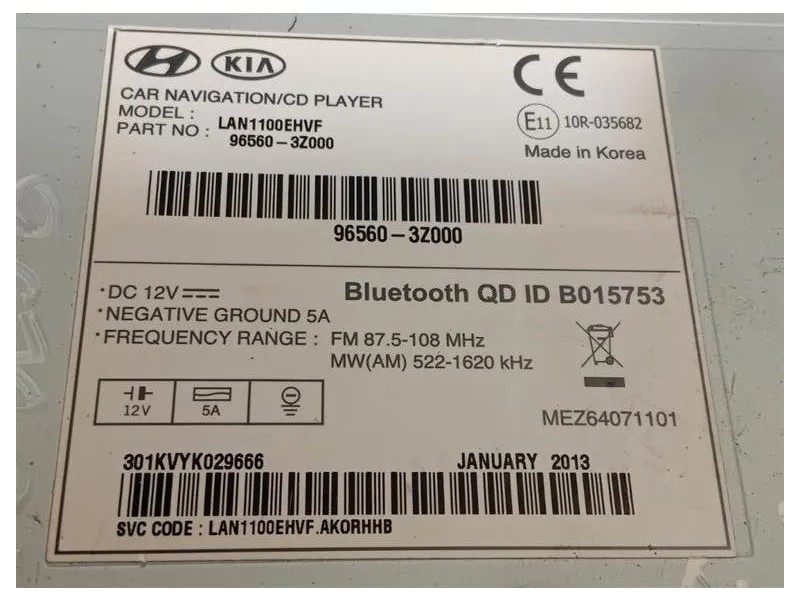 HYUNDAI KIA
CE
CAR NAVIGATION/CD PLAYER
MODEL : LAN1100EHVF
PART NO : 96560-3Z000
E11 10R-035682
Made in Korea
96560-3Z000
·DC 12V
Bluetooth QD ID B015753
·NEGATIVE GROUND 5A
·FREQUENCY RANGE : FM 87.5-108 MHz
MW(AM) 522-1620 kHz
12V 5A
MEZ64071101
301KVYK029666 JANUARY 2013
SVC CODE : LAN1100EHVF.AKORHHB